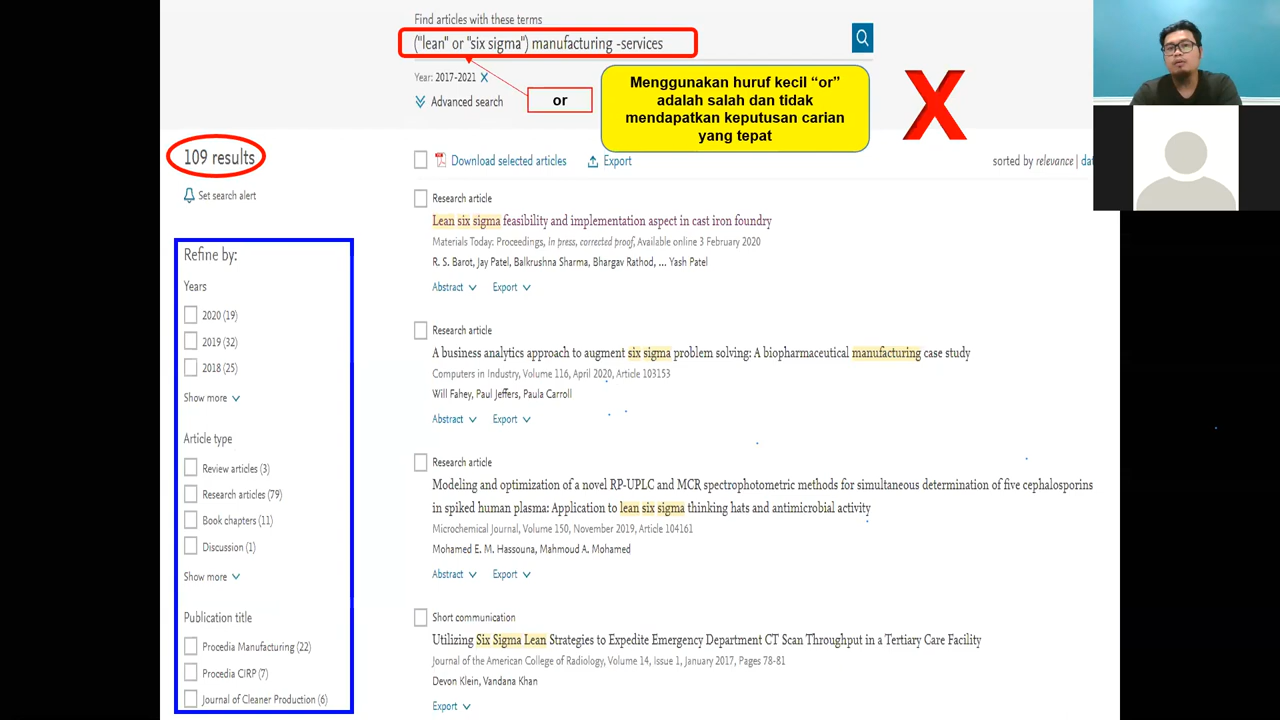 Find articles with these terms
("lean" or "six sigma") manufacturing -services
Year: 2017-2021 X
Advanced search
or
Menggunakan huruf kecil “or”
adalah salah dan tidak
mendapatkan keputusan carian
yang tepat
X
109 results
Set search alert
Download selected articles
Export
sorted by relevance | dat
Refine by:
Years
2020 (19)
2019 (32)
2018 (25)
Show more
Article type
Review articles (3)
Research articles (79)
Book chapters (11)
Discussion (1)
Show more
Publication title
Procedia Manufacturing (22)
Procedia CIRP (7)
Journal of Cleaner Production (6)
Research article
Lean six sigma feasibility and implementation aspect in cast iron foundry
Materials Today: Proceedings, In press, corrected proof, Available online 3 February 2020
R. S. Barot, Jay Patel, Balkrushna Sharma, Bhargav Rathod, ... Yash Patel
Abstract Export
Research article
A business analytics approach to augment six sigma problem solving: A biopharmaceutical manufacturing case study
Computers in Industry, Volume 116, April 2020, Article 103153
Will Fahey, Paul Jeffers, Paula Carroll
Abstract Export
Research article
Modeling and optimization of a novel RP-UPLC and MCR spectrophotometric methods for simultaneous determination of five cephalosporins
in spiked human plasma: Application to lean six sigma thinking hats and antimicrobial activity
Microchemical Journal, Volume 150, November 2019, Article 104161
Mohamed E. M. Hassouna, Mahmoud A. Mohamed
Abstract Export
Short communication
Utilizing Six Sigma Lean Strategies to Expedite Emergency Department CT Scan Throughput in a Tertiary Care Facility
Journal of the American College of Radiology, Volume 14, Issue 1, January 2017, Pages 78-81
Devon Klein, Vandana Khan
Export